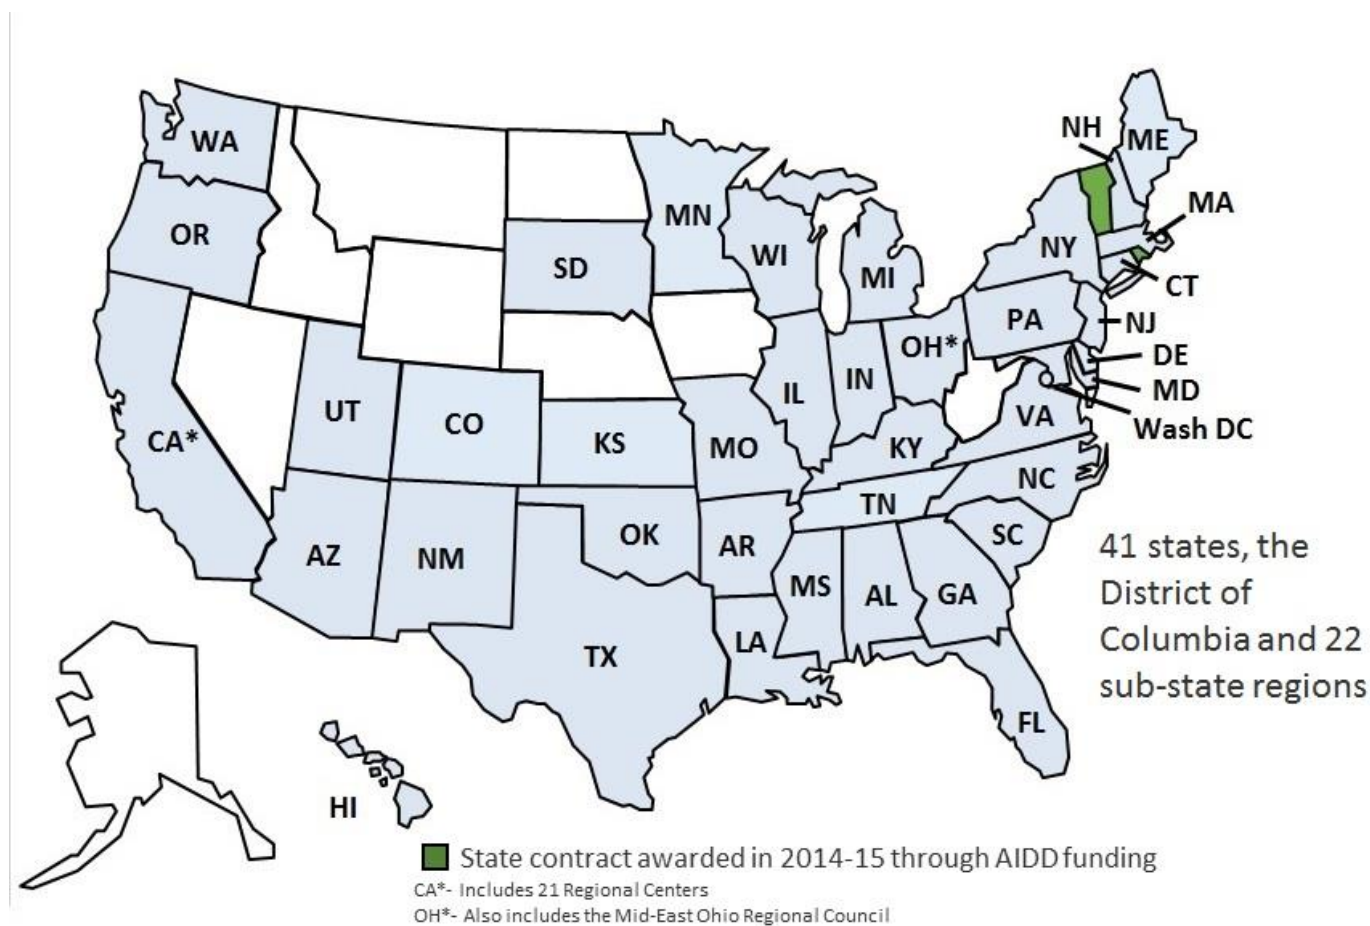 NH
ME
WA
MA
MN
OR
NY
WI
SD
MI
CT
PA
NJ
OH*
DE
IN
MD
IL
UT
CO
VA
Wash DC
CA*
KS
MO
KY
NC
TN
OK
SC
AR
AZ
NM
MS
AL
GA
41 states, the
District of
Columbia and 22
sub-state regions
LA
TX
FL
HI
State contract awarded in 2014-15 through AIDD funding
CA*- Includes 21 Regional Centers
OH*- Also includes the Mid-East Ohio Regional Council